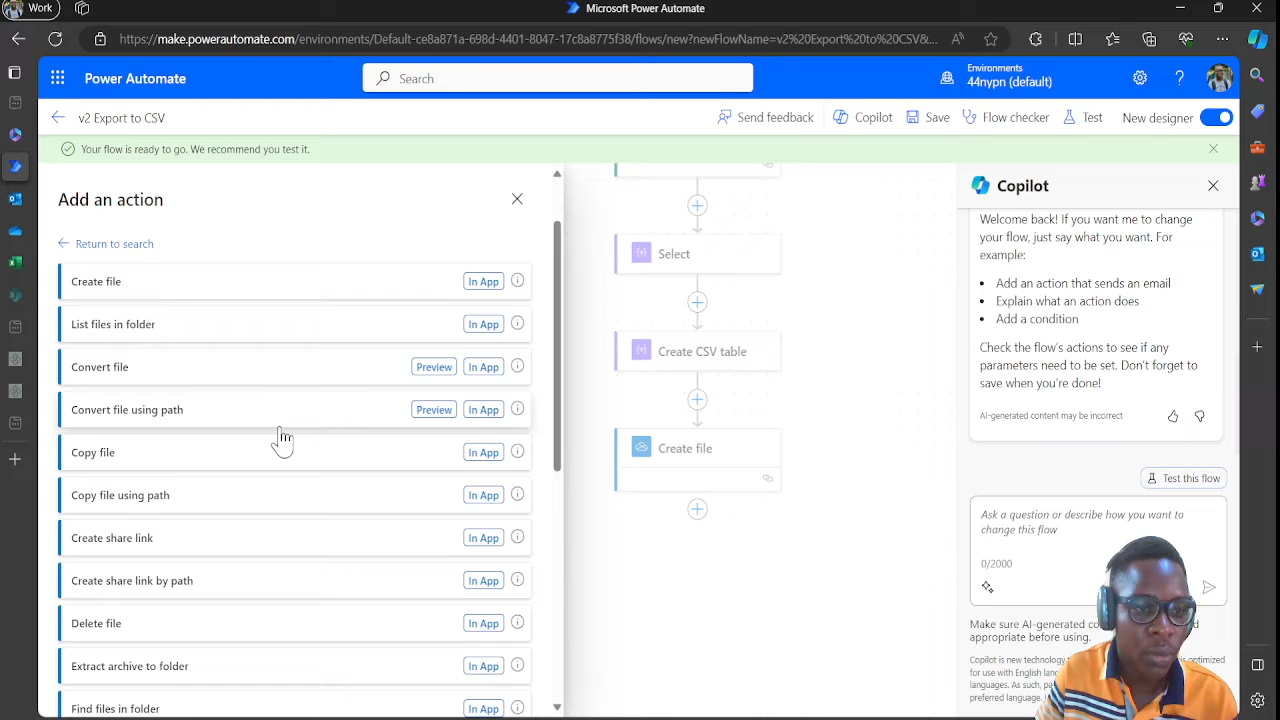 Work
Microsoft Power Automate
https://make.powerautomate.com/environments/Default-ce8a871a-698d-4401-8047-17c8a8775f38/flows/new?newFlowName=v2%20Export%20to%20CSV&...
Power Automate
Search
Environments
44nypn (default)
v2 Export to CSV
Send feedback
Copilot
Save
Flow checker
Test
New designer
Your flow is ready to go. We recommend you test it.
Add an action
Return to search
Create file In App
List files in folder In App
Convert file Preview In App
Convert file using path Preview In App
Copy file In App
Copy file using path In App
Create share link In App
Create share link by path In App
Delete file In App
Extract archive to folder In App
Find files in folder In App
Select
Create CSV table
Create file
Copilot
Welcome back! If you want me to change
your flow, just say what you want. For
example:
• Add an action that sends an email
• Explain what an action does
• Add a condition
Check the flow's actions to see if any
parameters need to be set. Don't forget to
save when you're done!
AI-generated content may be incorrect
Test this flow
Ask a question or describe how you want to
change this flow
0/2000
Make sure AI-generated co
appropriate before using.
Copilot is new technology
for use with English lang
languages. As such, pa
preferred language.